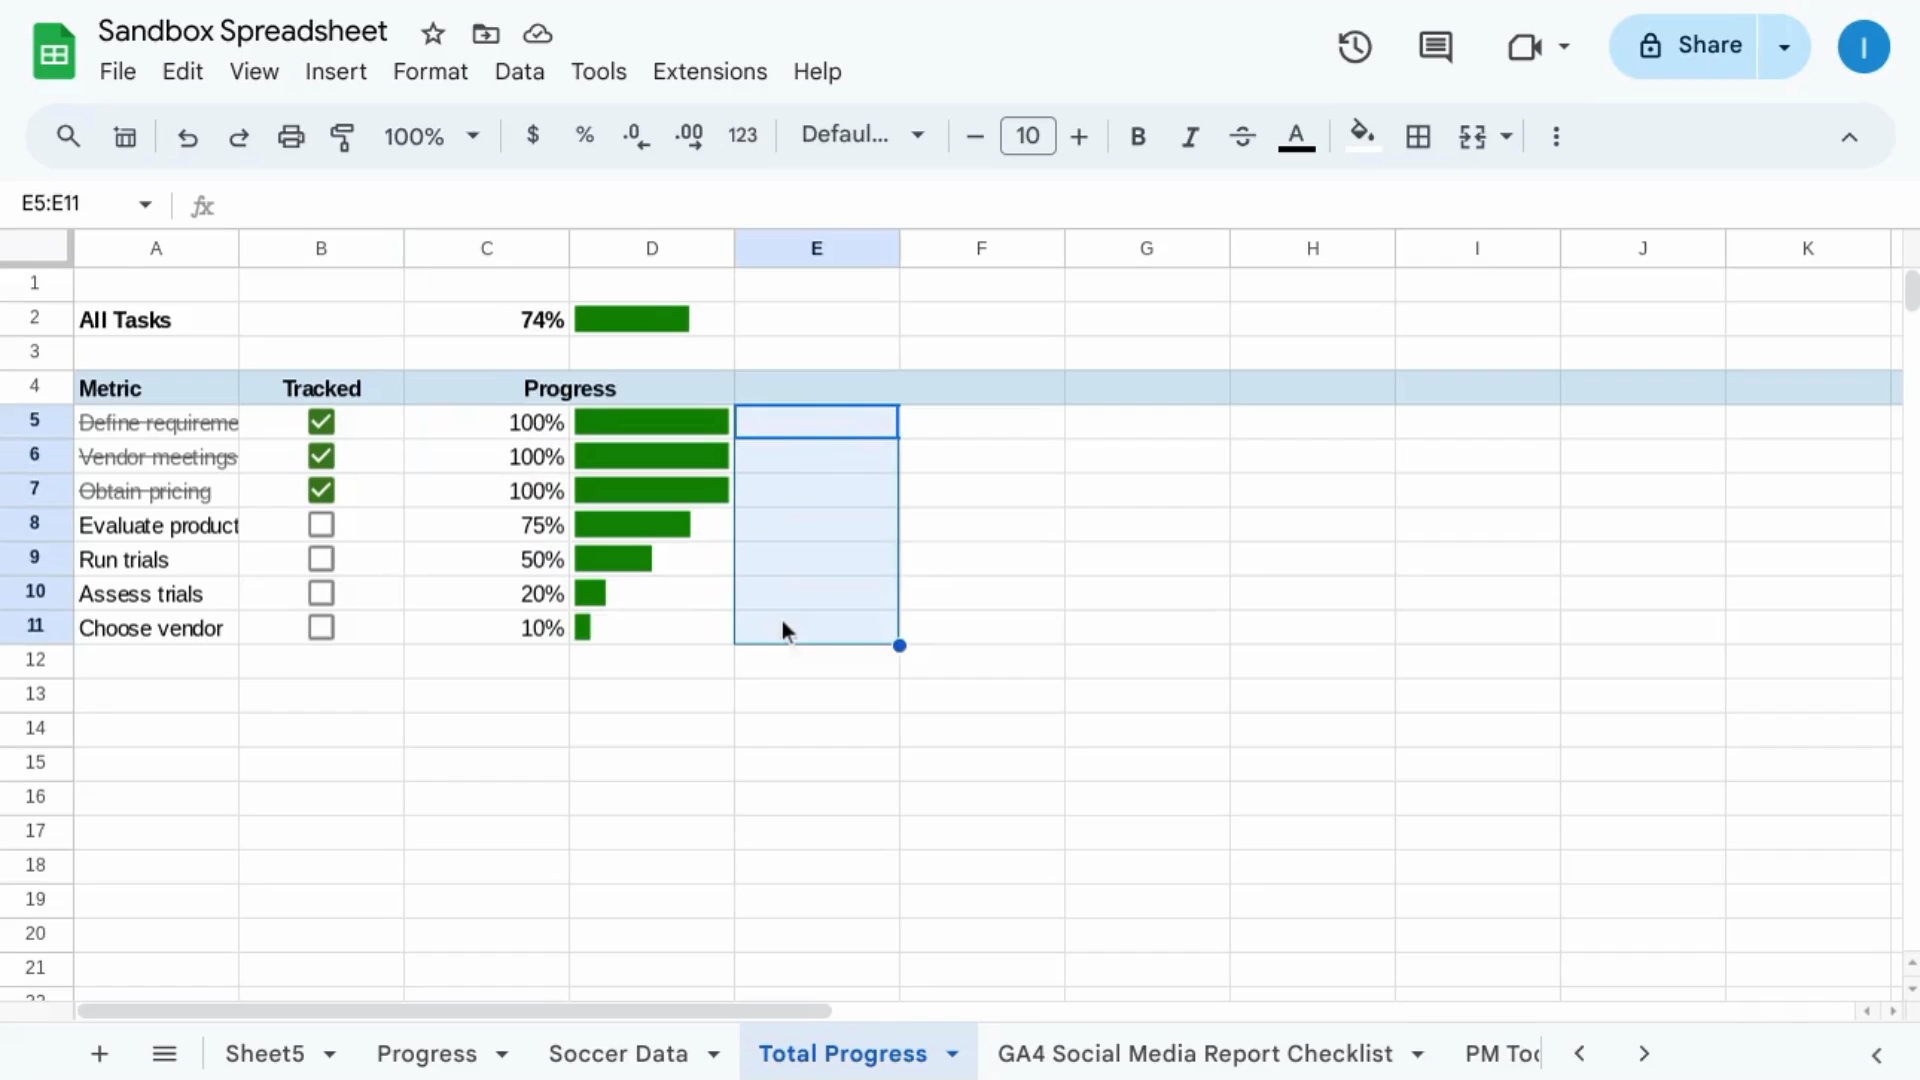 Sandbox Spreadsheet
File Edit View Insert Format Data Tools Extensions Help
Share
I
100% $ % .0 .00 123 Defaul... 10 B I A
E5:E11 fx
A B C D E F G H I J K
1
2 All Tasks 74%
3
4 Metric Tracked Progress
5 Define requireme 100%
6 Vendor meetings 100%
7 Obtain pricing 100%
8 Evaluate product 75%
9 Run trials 50%
10 Assess trials 20%
11 Choose vendor 10%
12
13
14
15
16
17
18
19
20
21
22
Sheet5 Progress Soccer Data Total Progress GA4 Social Media Report Checklist PM Too